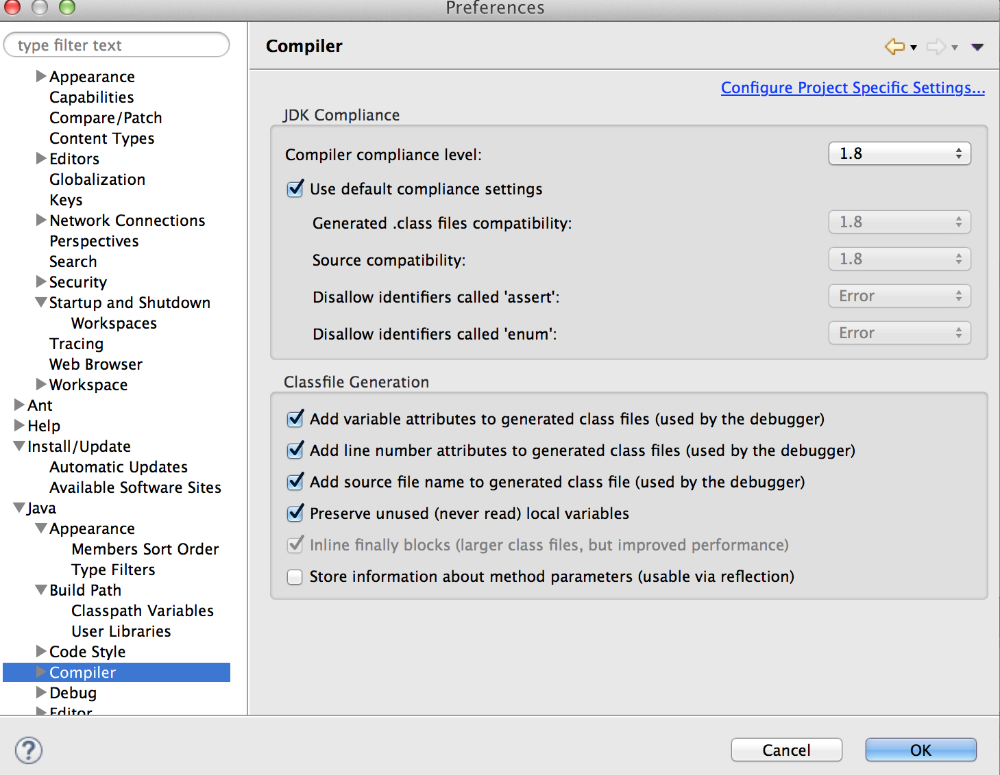 Preferences
type filter text
Appearance
Capabilities
Compare/Patch
Content Types
Editors
Globalization
Keys
Network Connections
Perspectives
Search
Security
Startup and Shutdown
Workspaces
Tracing
Web Browser
Workspace
Ant
Help
Install/Update
Automatic Updates
Available Software Sites
Java
Appearance
Members Sort Order
Type Filters
Build Path
Classpath Variables
User Libraries
Code Style
Compiler
Debug
Editor
Compiler
Configure Project Specific Settings...
JDK Compliance
Compiler compliance level: 1.8
Use default compliance settings
Generated .class files compatibility: 1.8
Source compatibility: 1.8
Disallow identifiers called 'assert': Error
Disallow identifiers called 'enum': Error
Classfile Generation
Add variable attributes to generated class files (used by the debugger)
Add line number attributes to generated class files (used by the debugger)
Add source file name to generated class file (used by the debugger)
Preserve unused (never read) local variables
Inline finally blocks (larger class files, but improved performance)
Store information about method parameters (usable via reflection)
?
Cancel OK